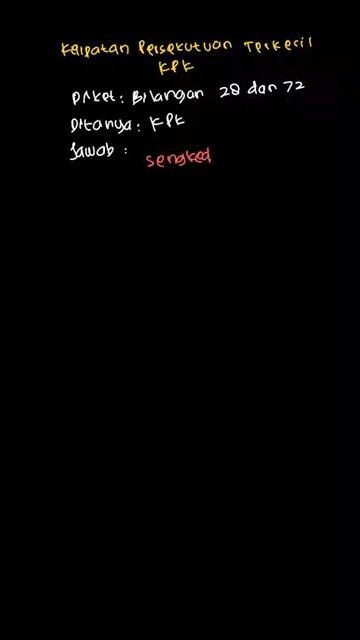 Kelipatan Persekutuan Terkecil
KPK
Diket : Bilangan 28 dan 72
Ditanya : KPK
Jawab :
sengked